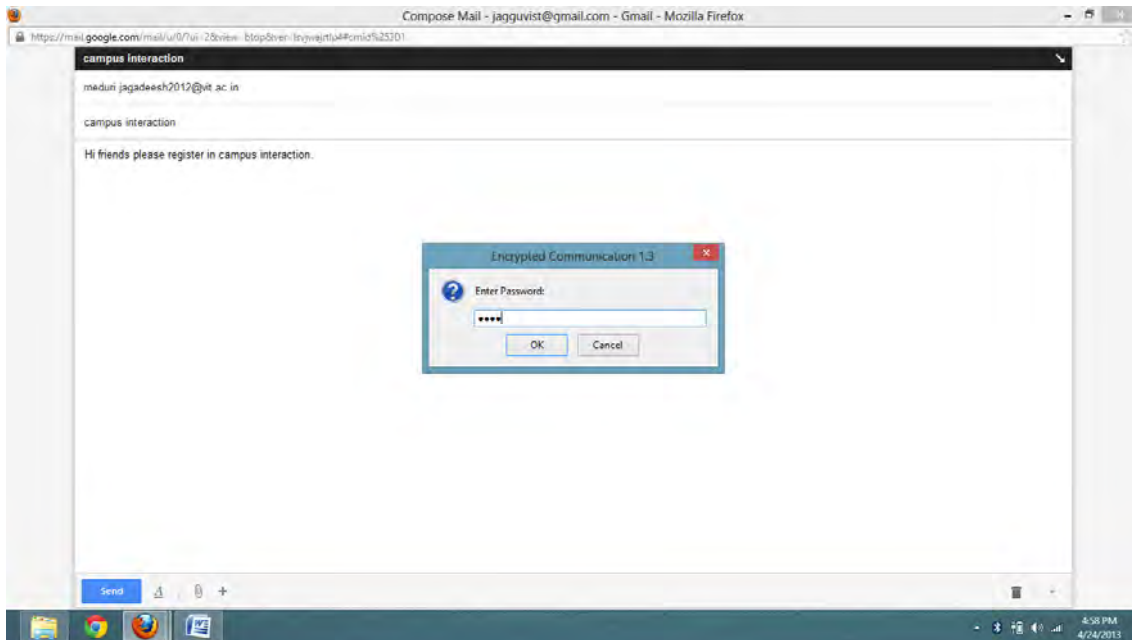 Compose Mail - jagguvist@gmail.com - Gmail - Mozilla Firefox
campus interaction
meduri.jagadeesh2012@vit.ac.in
campus interaction
Hi friends please register in campus interaction.
Encrypted Communication 1.3
Enter Password:
OK Cancel
Send
4:58 PM
4/24/2013